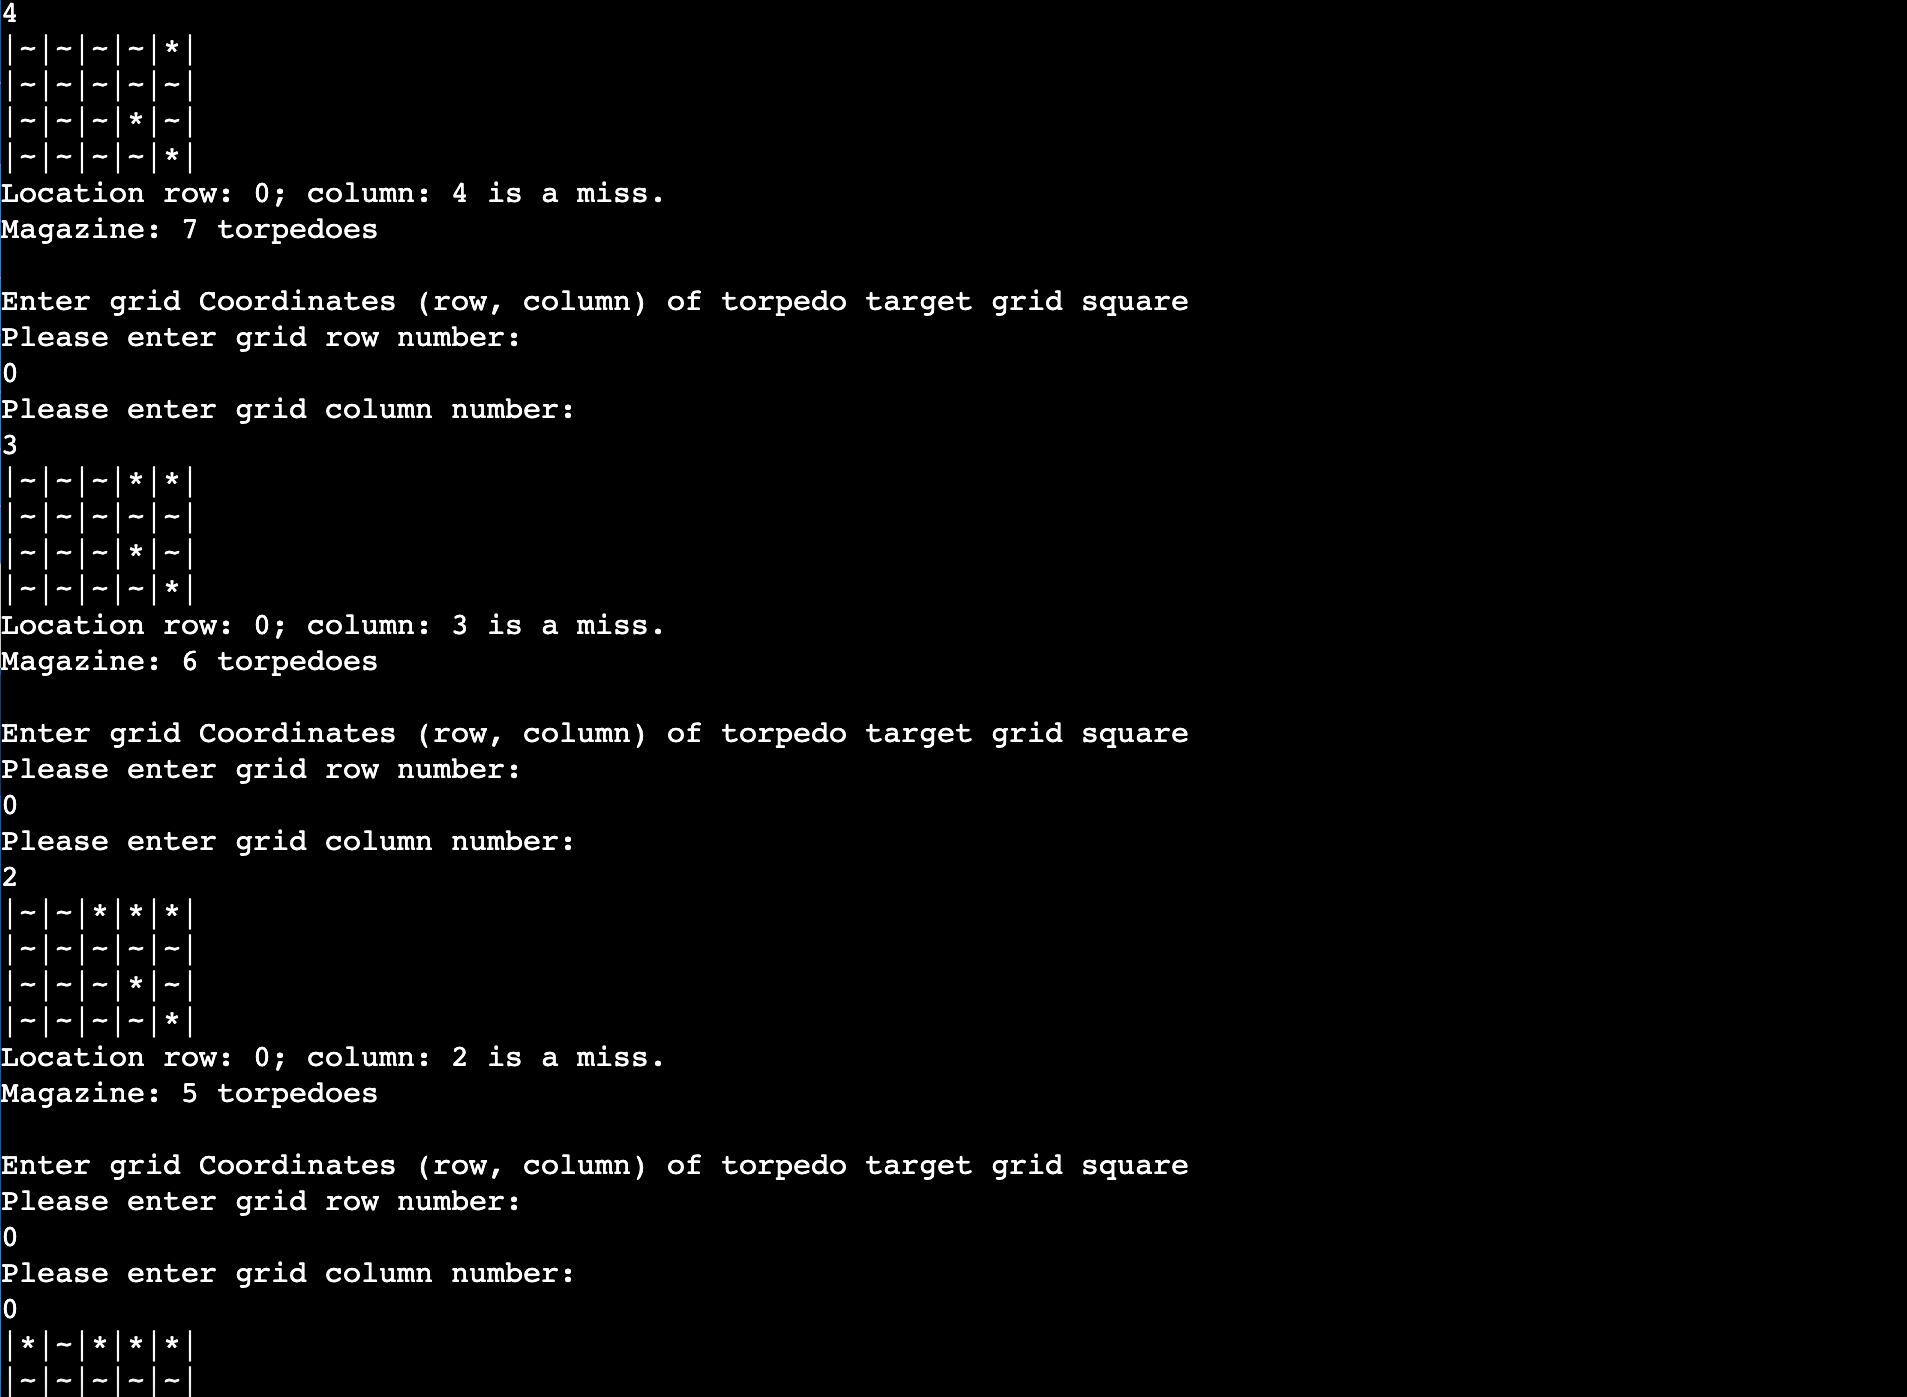 4
|~|~|~|~|*|
|~|~|~|~|~|
|~|~|~|*|~|
|~|~|~|~|*|
Location row: 0; column: 4 is a miss.
Magazine: 7 torpedoes
Enter grid Coordinates (row, column) of torpedo target grid square
Please enter grid row number:
0
Please enter grid column number:
3
|~|~|~|*|*|
|~|~|~|~|~|
|~|~|~|*|~|
|~|~|~|~|*|
Location row: 0; column: 3 is a miss.
Magazine: 6 torpedoes
Enter grid Coordinates (row, column) of torpedo target grid square
Please enter grid row number:
0
Please enter grid column number:
2
|~|~|*|*|*|
|~|~|~|~|~|
|~|~|~|*|~|
|~|~|~|~|*|
Location row: 0; column: 2 is a miss.
Magazine: 5 torpedoes
Enter grid Coordinates (row, column) of torpedo target grid square
Please enter grid row number:
0
Please enter grid column number:
0
|*|~|*|*|*|
|~|~|~|~|~|